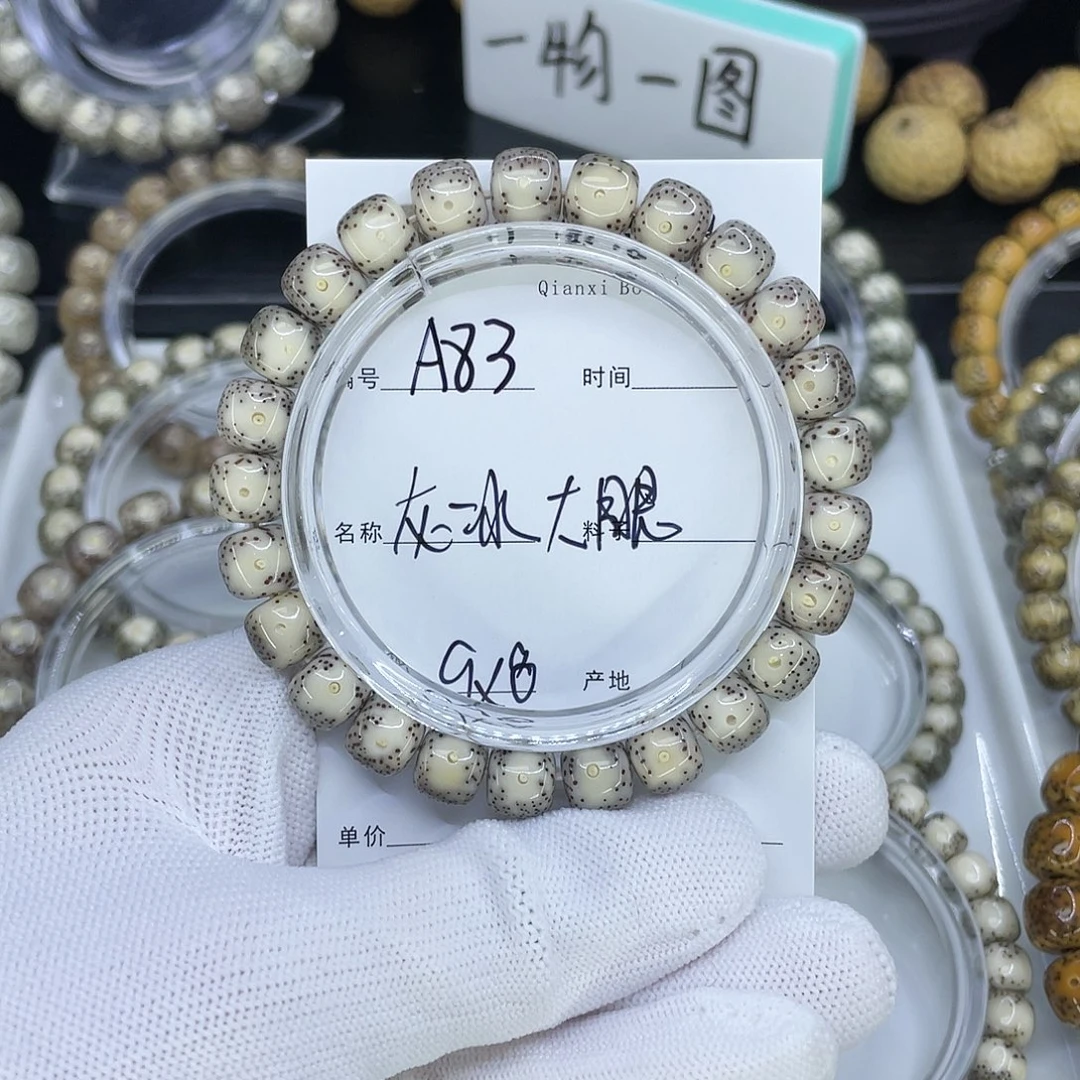 一物一图
Qianxi Bo
号 A83 时间
名称 灰冰大眼 料
9x8 产地
单价